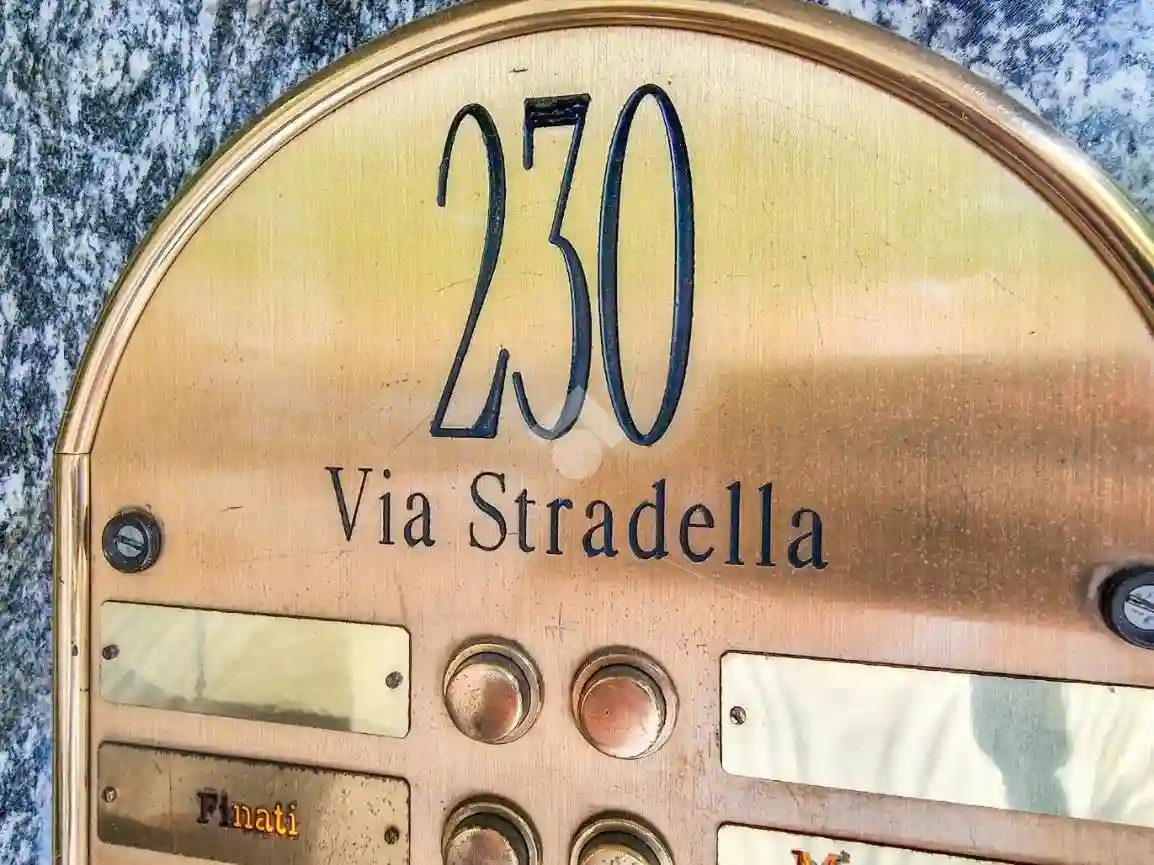 230
Via Stradella
Finati